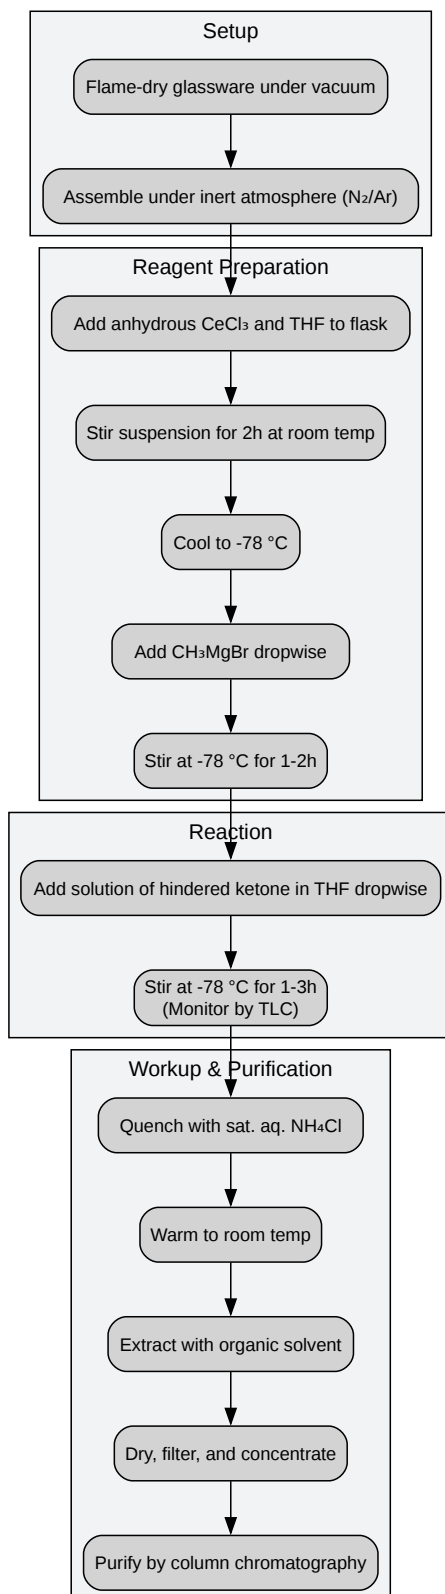 Setup
Flame-dry glassware under vacuum
Assemble under inert atmosphere (N₂/Ar)
Reagent Preparation
Add anhydrous CeCl₃ and THF to flask
Stir suspension for 2h at room temp
Cool to -78 °C
Add CH₃MgBr dropwise
Stir at -78 °C for 1-2h
Reaction
Add solution of hindered ketone in THF dropwise
Stir at -78 °C for 1-3h
(Monitor by TLC)
Workup & Purification
Quench with sat. aq. NH₄Cl
Warm to room temp
Extract with organic solvent
Dry, filter, and concentrate
Purify by column chromatography